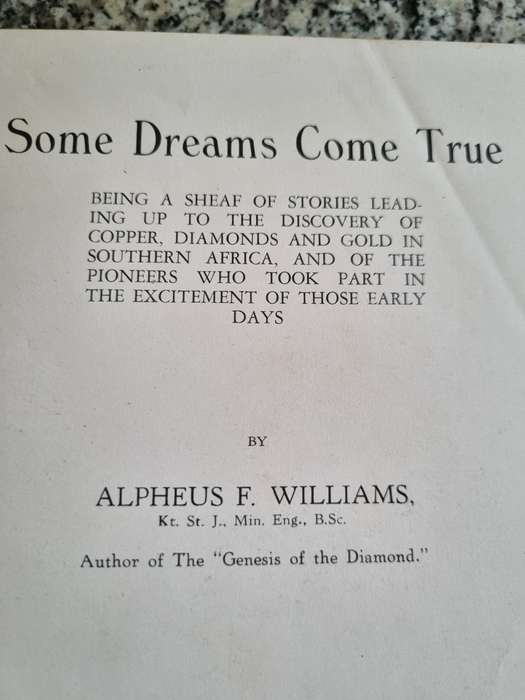 Some Dreams Come True
BEING A SHEAF OF STORIES LEAD-
ING UP TO THE DISCOVERY OF
COPPER, DIAMONDS AND GOLD IN
SOUTHERN AFRICA, AND OF THE
PIONEERS WHO TOOK PART IN
THE EXCITEMENT OF THOSE EARLY
DAYS
BY
ALPHEUS F. WILLIAMS,
Kt. St. J., Min. Eng., B.Sc.
Author of The "Genesis of the Diamond."